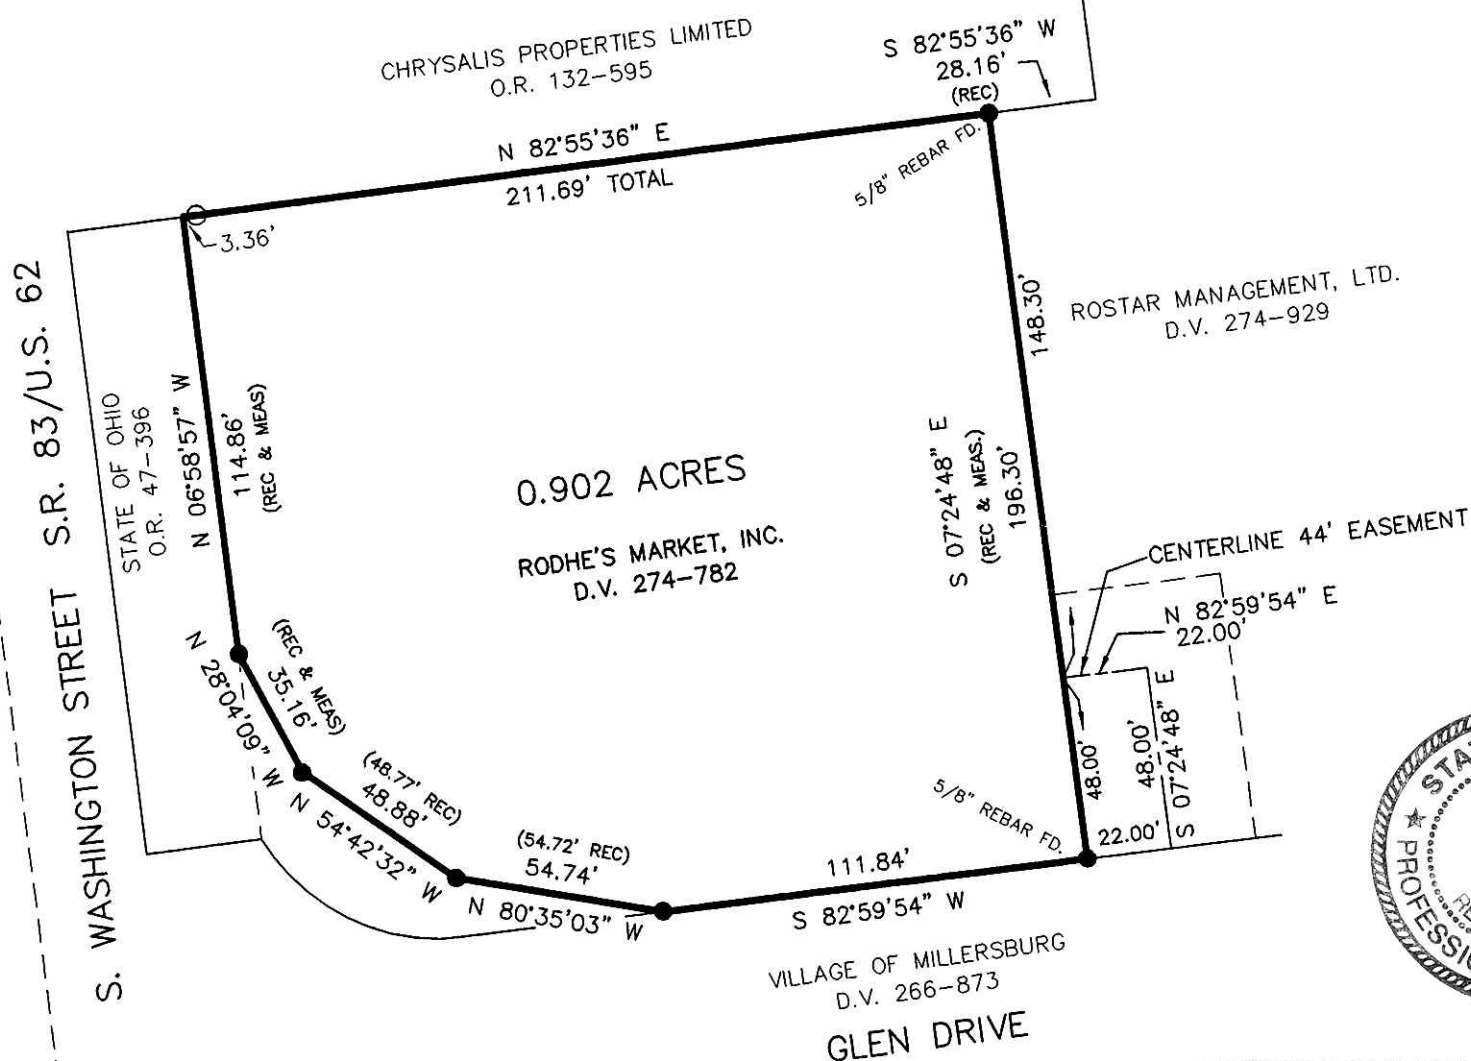 CHRYSALIS PROPERTIES LIMITED
O.R. 132-595
S 82°55'36" W
28.16'
(REC)
N 82°55'36" E
211.69' TOTAL
5/8" REBAR FD.
3.36'
S. WASHINGTON STREET S.R. 83/U.S. 62
STATE OF OHIO
O.R. 47-396
N 06°58'57" W
114.86'
(REC & MEAS)
0.902 ACRES
RODHE'S MARKET, INC.
D.V. 274-782
148.30'
ROSTAR MANAGEMENT, LTD.
D.V. 274-929
S 07°24'48" E
(REC & MEAS.)
196.30'
CENTERLINE 44' EASEMENT
N 82°59'54" E
22.00'
48.00'
48.00'
S 07°24'48" E
22.00'
5/8" REBAR FD.
(REC & MEAS)
35.16'
N 28°04'09" W
(48.77' REC)
48.88'
N 54°42'32" W
(54.72' REC)
54.74'
N 80°35'03" W
111.84'
S 82°59'54" W
VILLAGE OF MILLERSBURG
D.V. 266-873
GLEN DRIVE